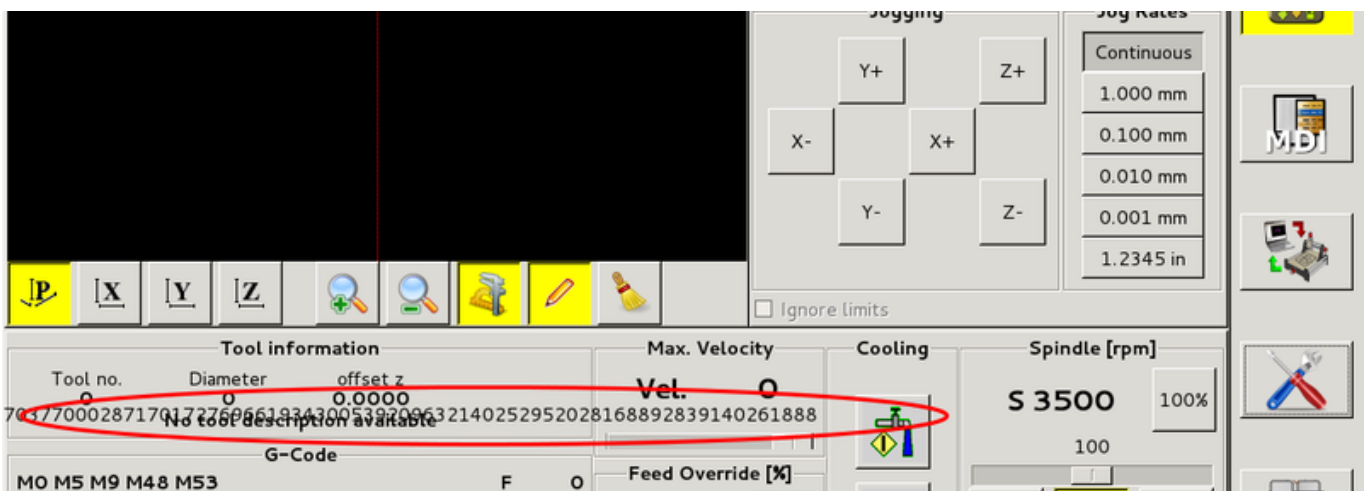 Jogging
Jog Rates
Y+
Z+
X-
X+
Y-
Z-
Continuous
1.000 mm
0.100 mm
0.010 mm
0.001 mm
1.2345 in
Ignore limits
MDI
P
X
Y
Z
Tool information
Tool no.
Diameter
offset z
0
0
0.0000
No tool description available
Max. Velocity
Vel.
0
Cooling
Spindle [rpm]
S 3500
100%
100
G-Code
M0 M5 M9 M48 M53
F
0
Feed Override [%]